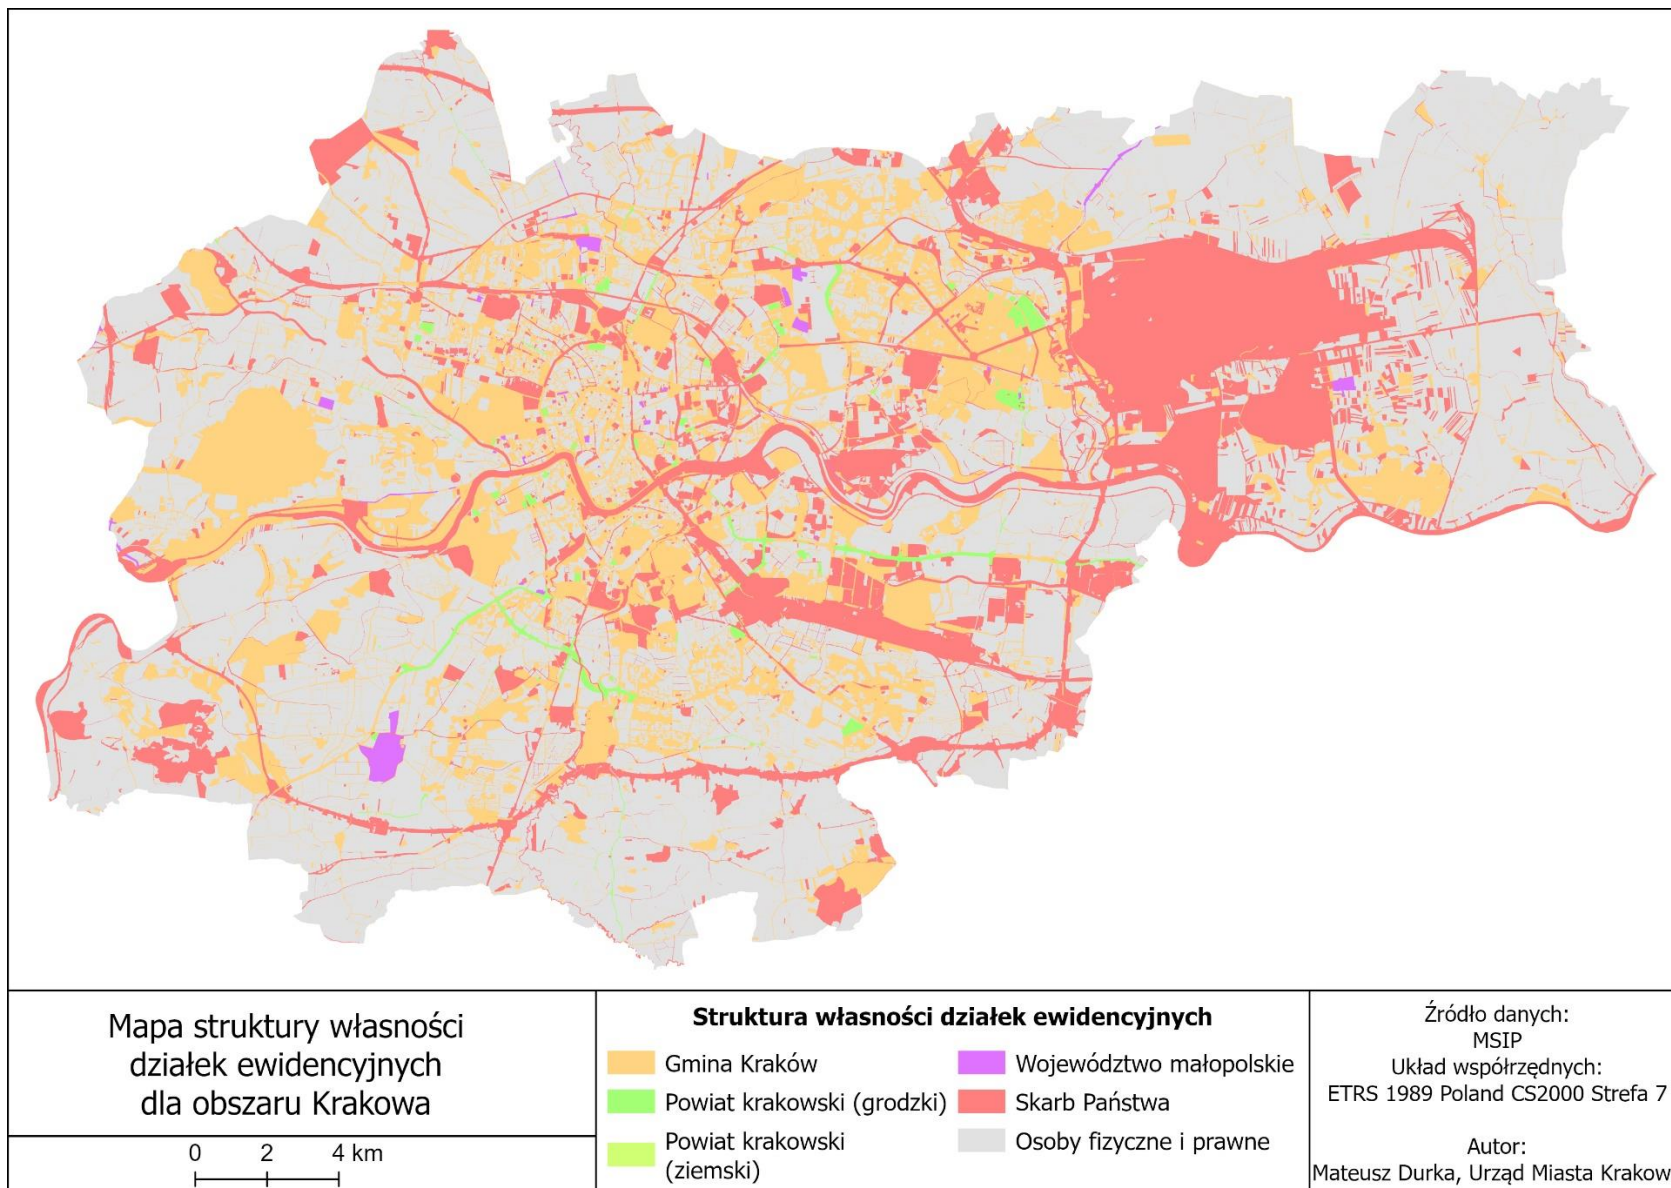 Mapa struktury własności
działek ewidencyjnych
dla obszaru Krakowa
0 2 4 km
Struktura własności działek ewidencyjnych
Gmina Kraków
Powiat krakowski (grodzki)
Powiat krakowski
(ziemski)
Województwo małopolskie
Skarb Państwa
Osoby fizyczne i prawne
Źródło danych:
MSIP
Układ współrzędnych:
ETRS 1989 Poland CS2000 Strefa 7
Autor:
Mateusz Durka, Urząd Miasta Krakow